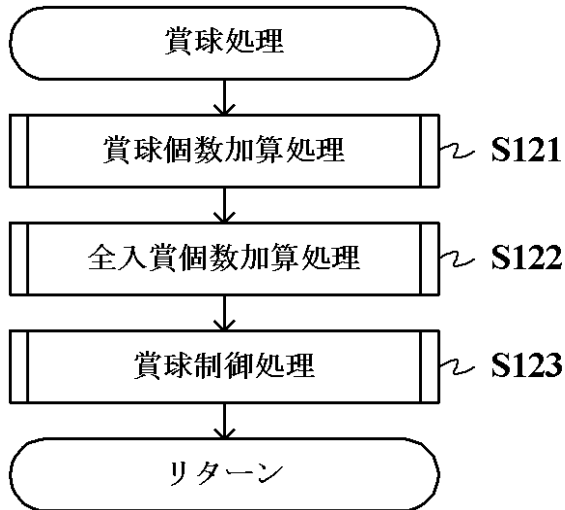 賞球処理
賞球個数加算処理 S121
全入賞個数加算処理 S122
賞球制御処理 S123
リターン